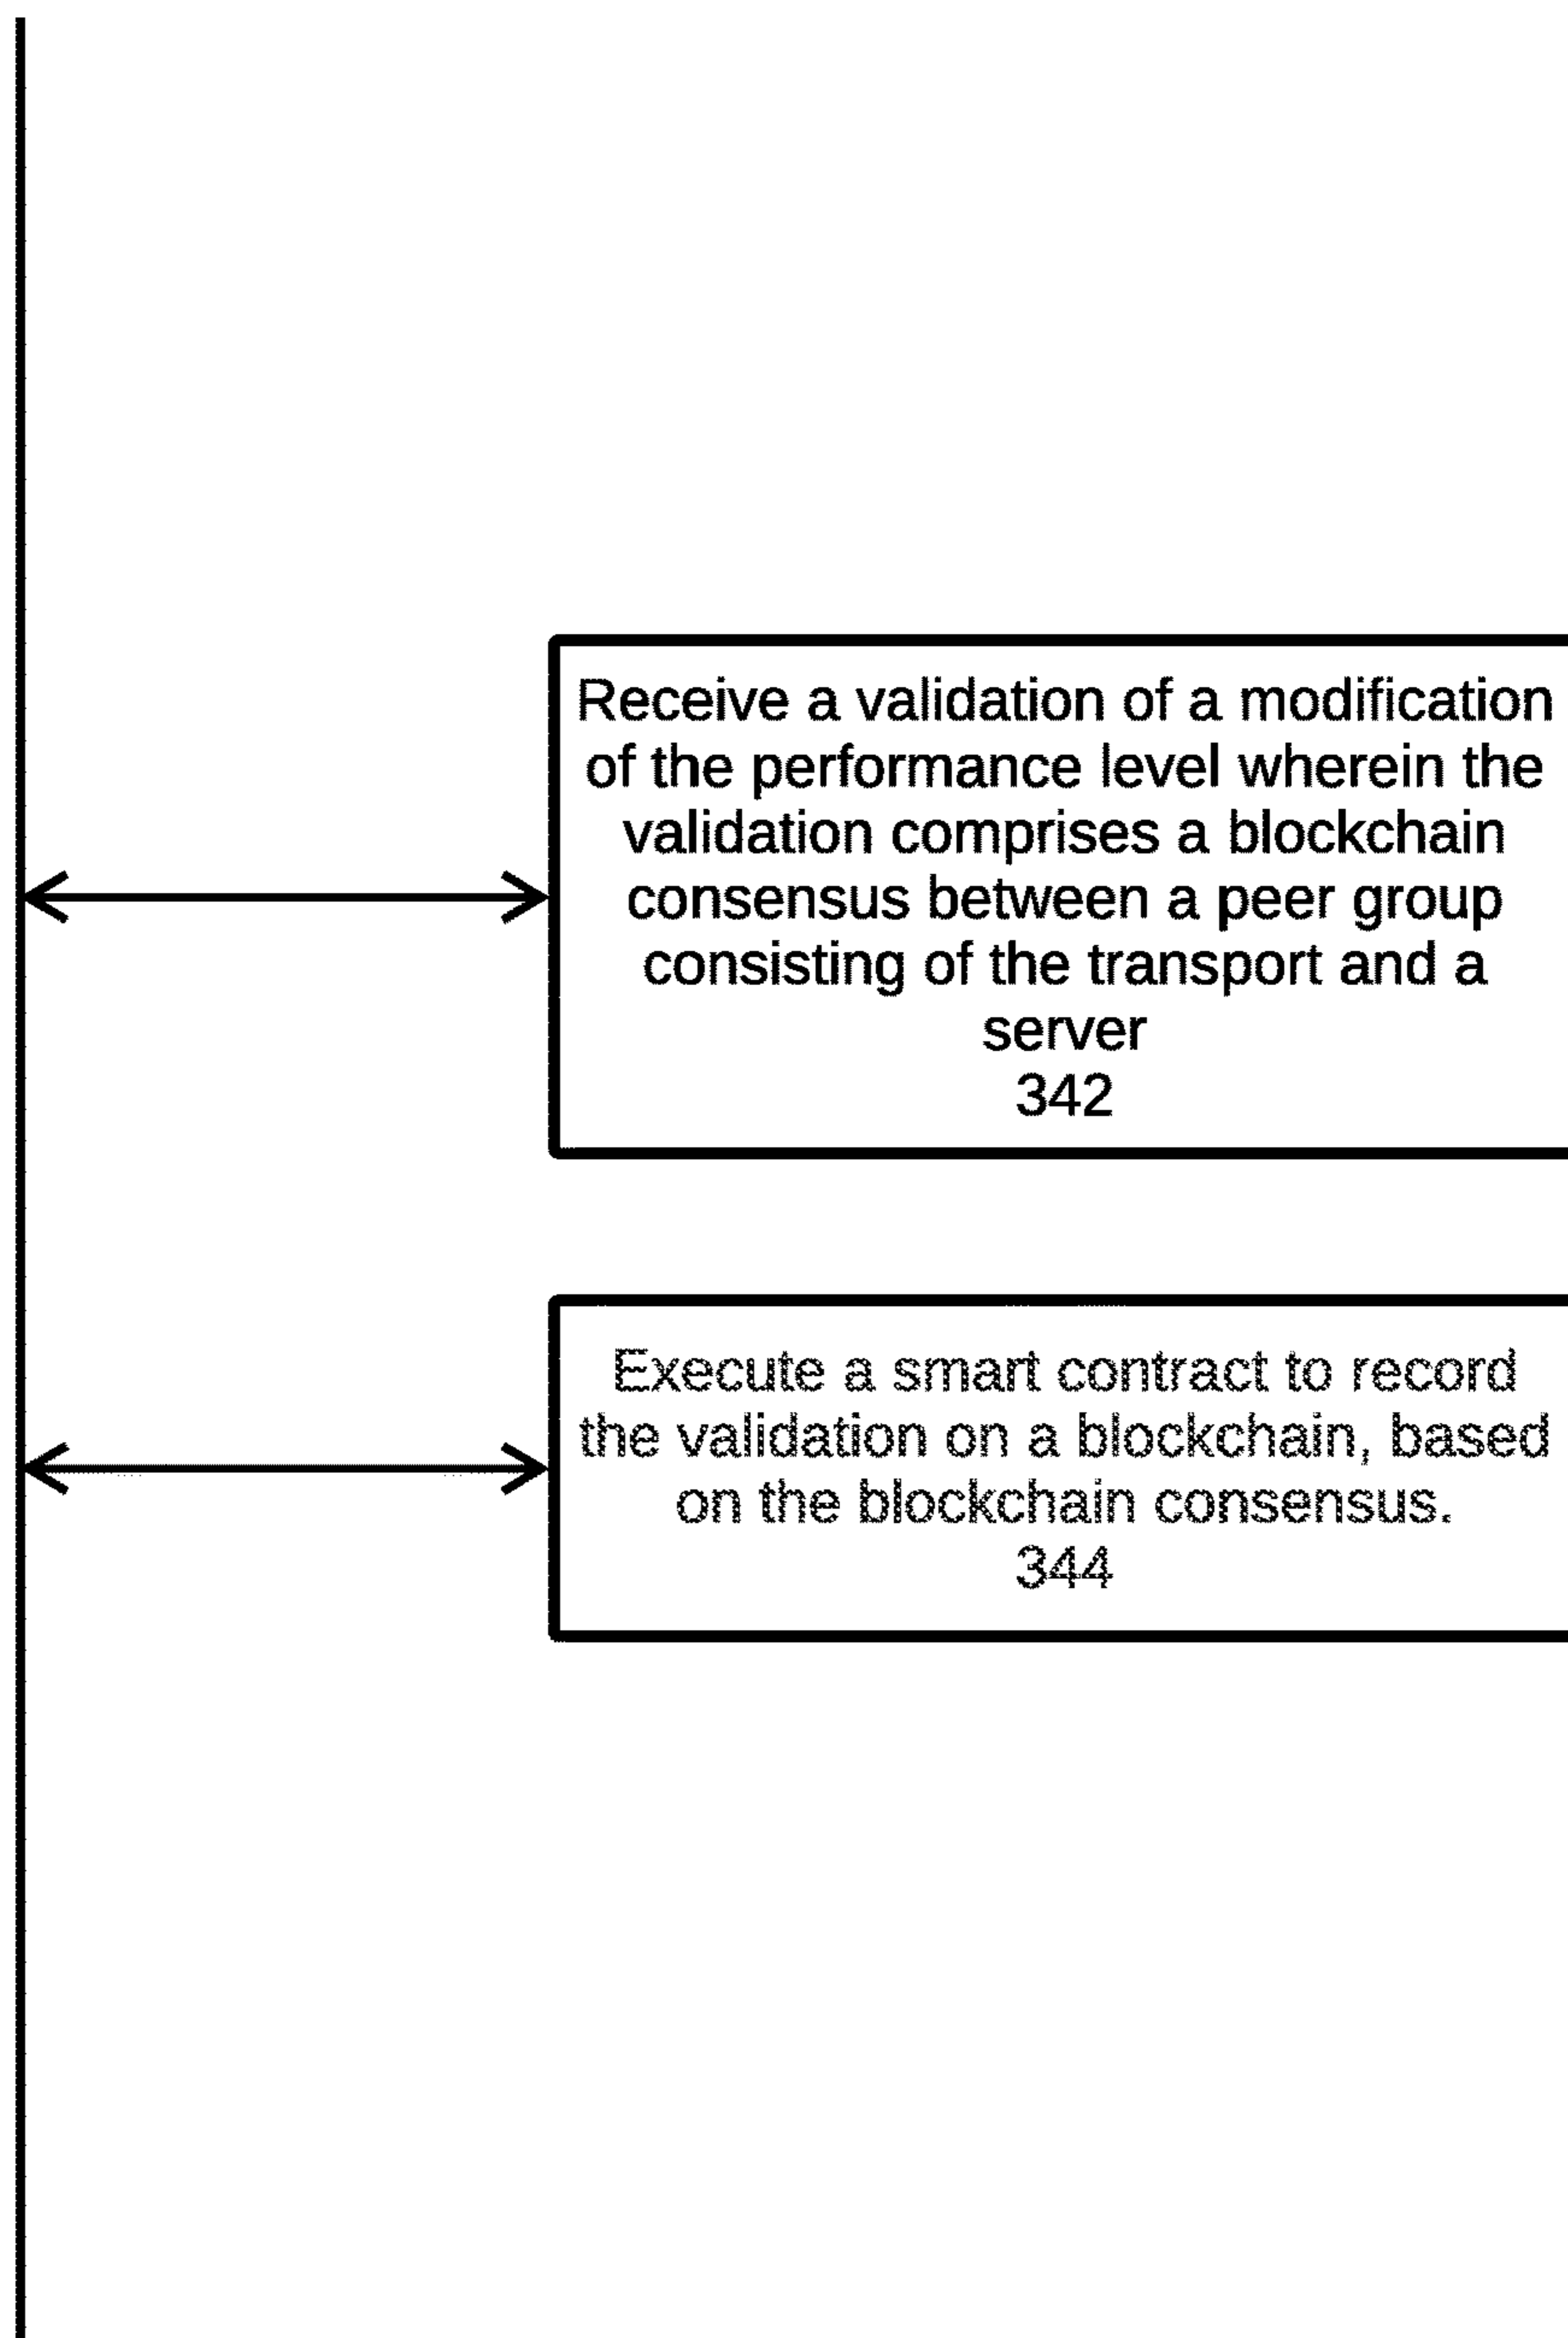 Receive a validation of a modification
of the performance level wherein the
validation comprises a blockchain
consensus between a peer group
consisting of the transport and a
server
342
Execute a smart contract to record
the validation on a blockchain, based
on the blockchain consensus.
344